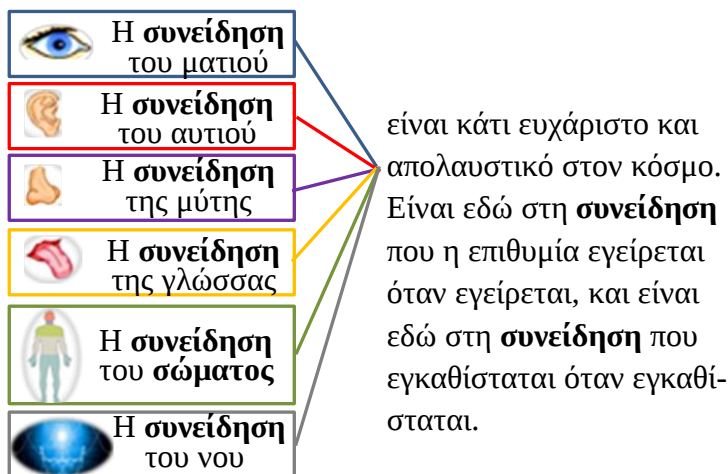 Η συνείδηση
του ματιού
Η συνείδηση
του αυτιού
Η συνείδηση
της μύτης
Η συνείδηση
της γλώσσας
Η συνείδηση
του σώματος
Η συνείδηση
του νου
είναι κάτι ευχάριστο και
απολαυστικό στον κόσμο.
Είναι εδώ στη συνείδηση
που η επιθυμία εγείρεται
όταν εγείρεται, και είναι
εδώ στη συνείδηση που
εγκαθίσταται όταν εγκαθί-
σταται.